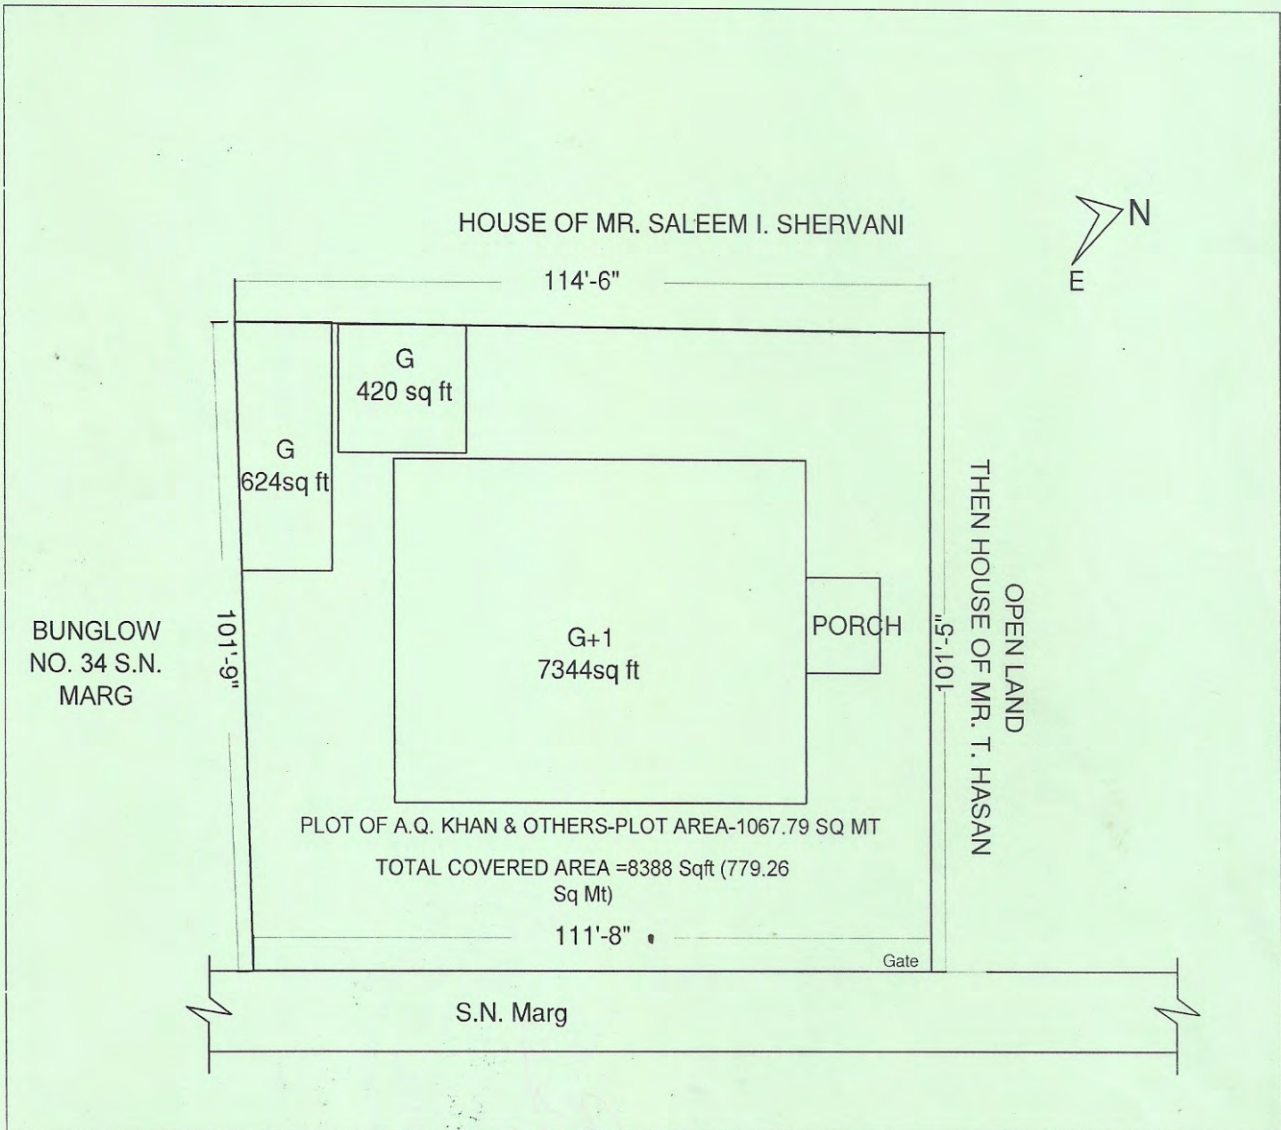 HOUSE OF MR. SALEEM I. SHERVANI
N
E
114'-6"
G
420 sq ft
G
624sq ft
BUNGLOW
NO. 34 S.N.
MARG
101'-9"
G+1
7344sq ft
PORCH
101'-5"
OPEN LAND
THEN HOUSE OF MR. T. HASAN
PLOT OF A.Q. KHAN & OTHERS-PLOT AREA-1067.79 SQ MT
TOTAL COVERED AREA =8388 Sqft (779.26
Sq Mt)
111'-8"
Gate
S.N. Marg